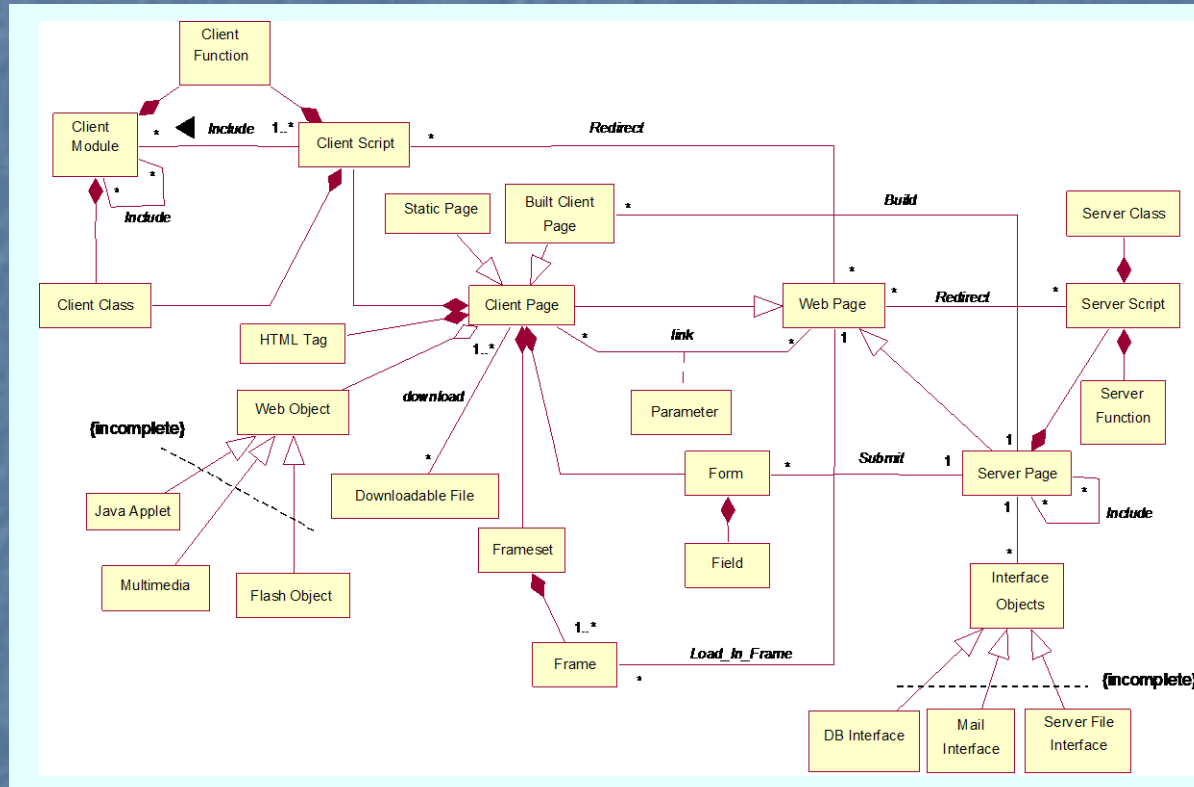 Client
Function
Client
Module
*
Include
1..*
Client Script
*
Redirect
*
*
Include
Static Page
Built Client
Page
*
Build
Server Class
Client Class
Client Page
Web Page
*
*
Redirect
*
Server Script
HTML Tag
1..*
*
link
*
1
download
Web Object
Parameter
Server
Function
{incomplete}
*
Downloadable File
Form
*
Submit
1
1
Server Page
*
*
Include
1
Java Applet
Frameset
Field
*
Interface
Objects
Multimedia
Flash Object
1..*
Frame
*
Load_In_Frame
{incomplete}
DB Interface
Mail
Interface
Server File
Interface